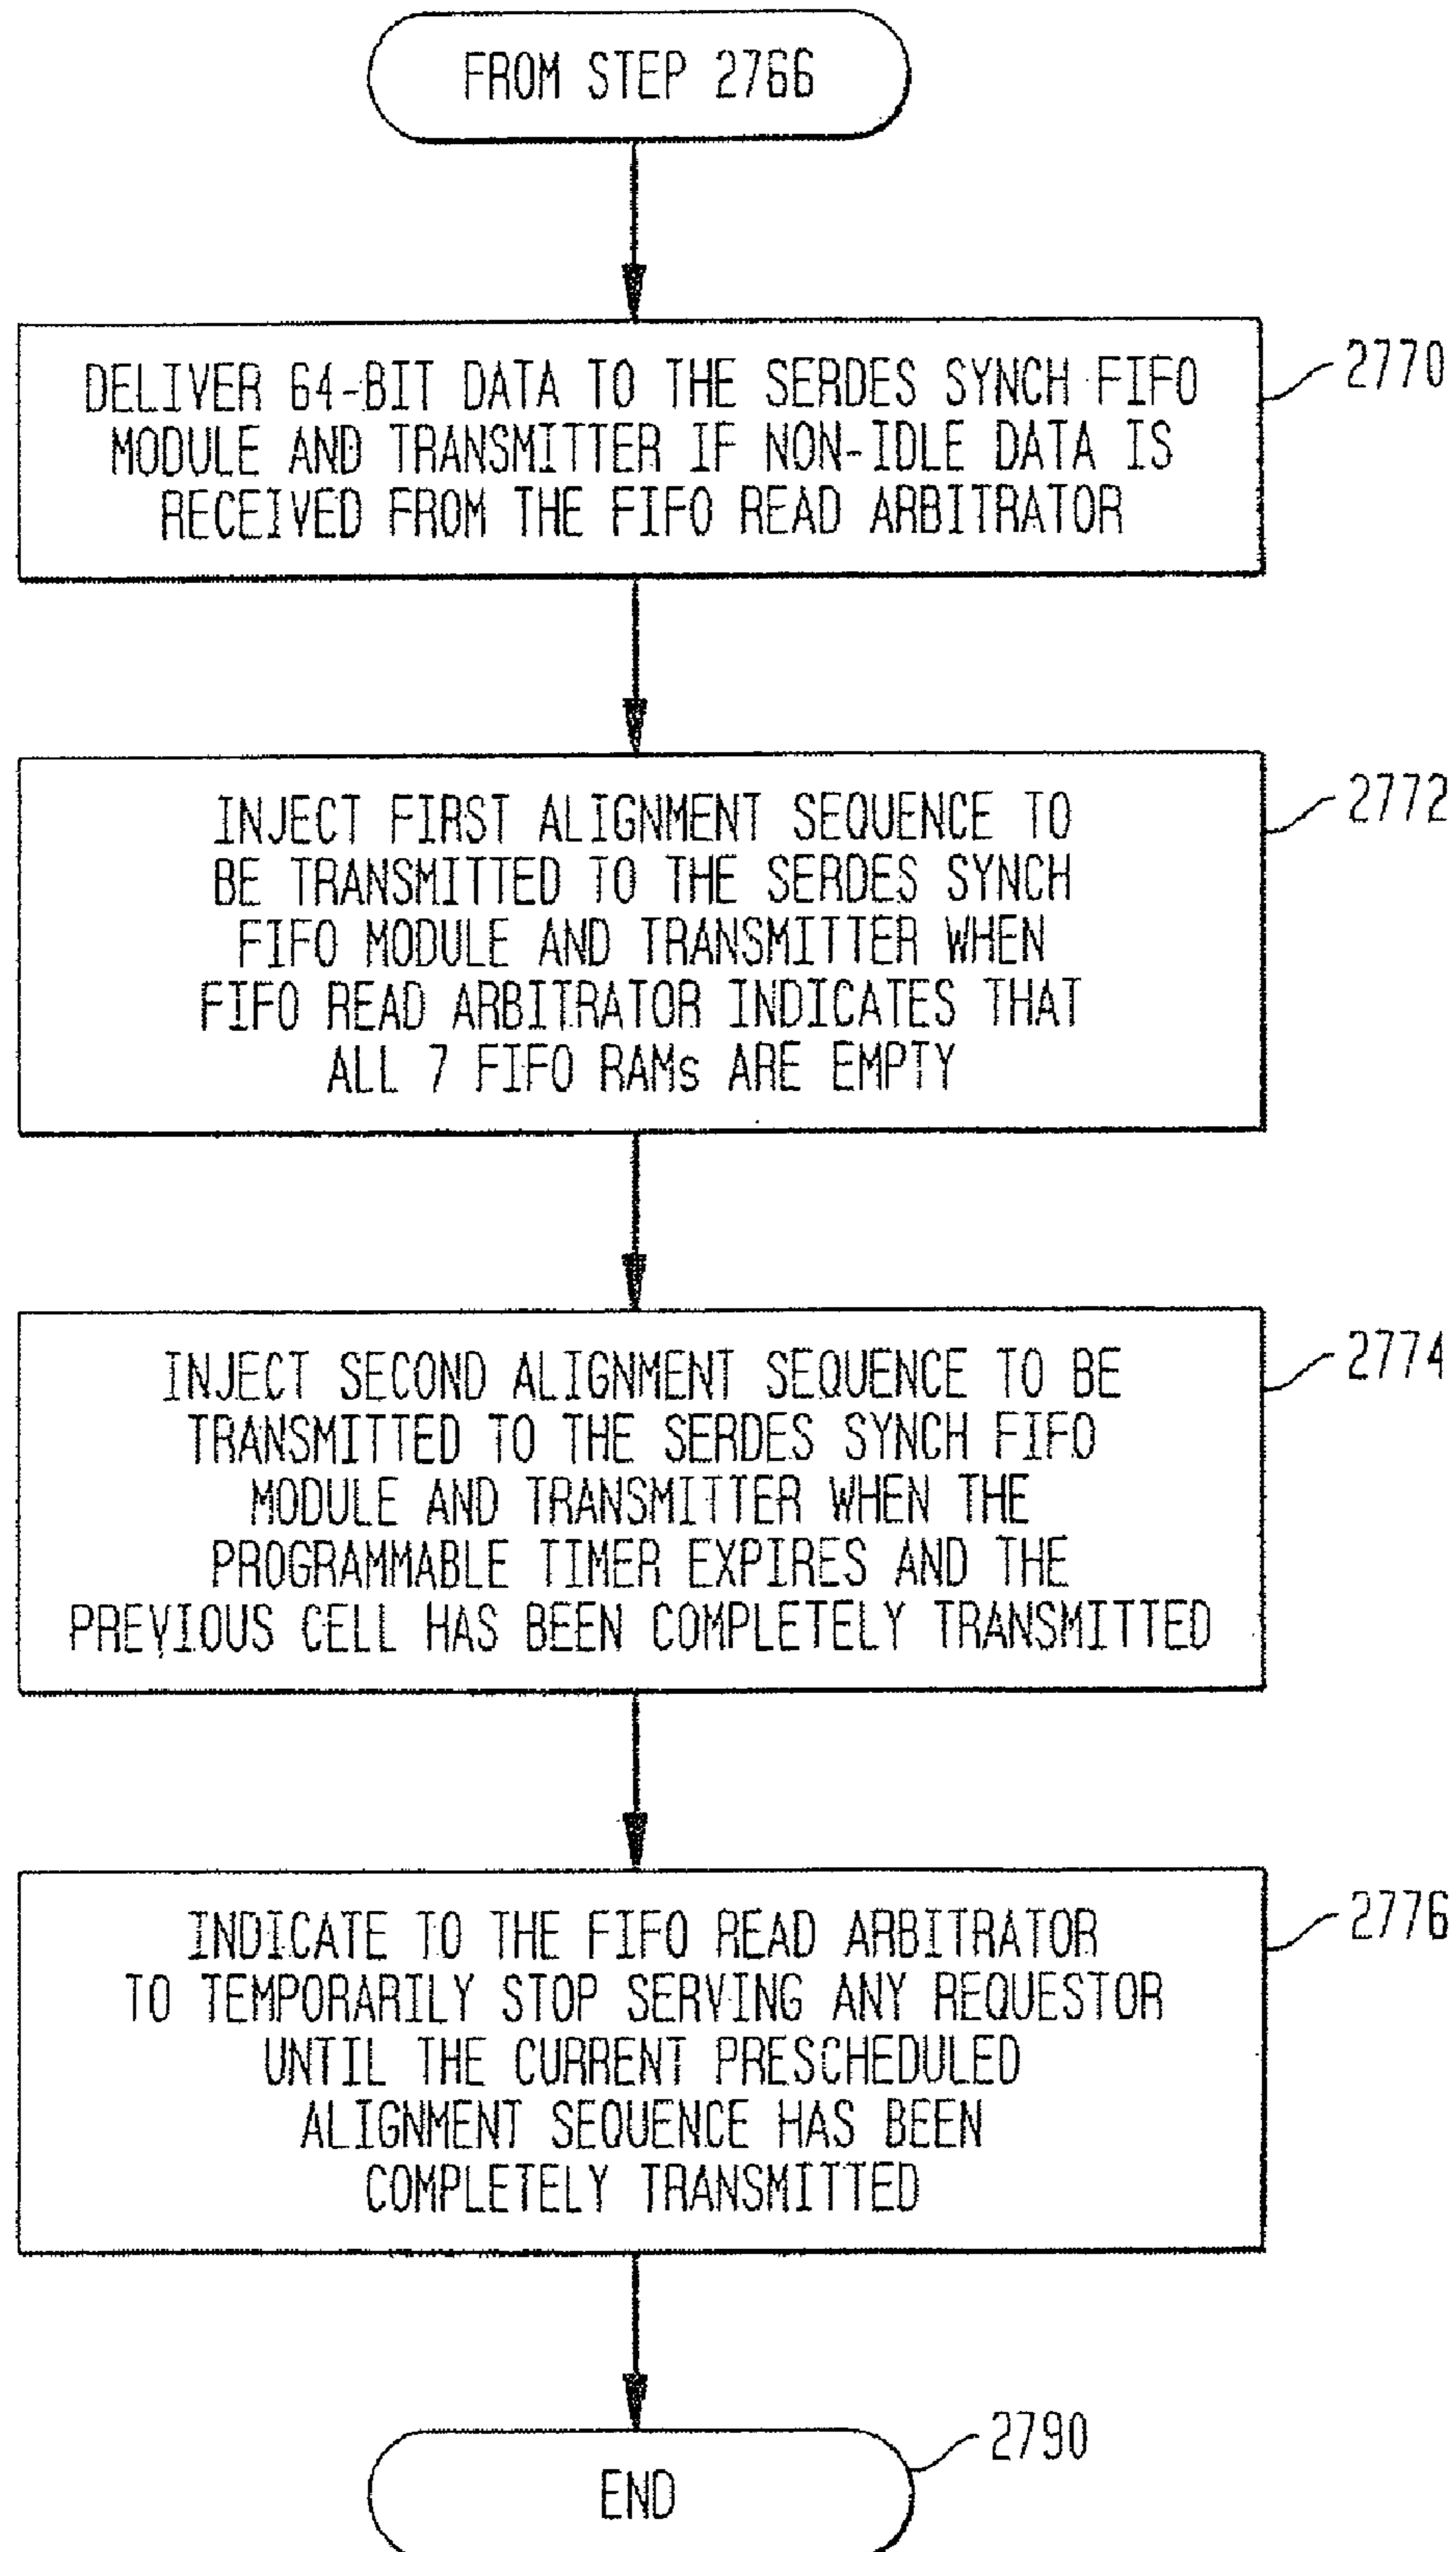 FROM STEP 2766
2770
DELIVER 64-BIT DATA TO THE SERDES SYNCH FIFO
MODULE AND TRANSMITTER IF NON-IDLE DATA IS
RECEIVED FROM THE FIFO READ ARBITRATOR
2772
INJECT FIRST ALIGNMENT SEQUENCE TO
BE TRANSMITTED TO THE SERDES SYNCH
FIFO MODULE AND TRANSMITTER WHEN
FIFO READ ARBITRATOR INDICATES THAT
ALL 7 FIFO RAMs ARE EMPTY
2774
INJECT SECOND ALIGNMENT SEQUENCE TO BE
TRANSMITTED TO THE SERDES SYNCH FIFO
MODULE AND TRANSMITTER WHEN THE
PROGRAMMABLE TIMER EXPIRES AND THE
PREVIOUS CELL HAS BEEN COMPLETELY TRANSMITTED
2776
INDICATE TO THE FIFO READ ARBITRATOR
TO TEMPORARILY STOP SERVING ANY REQUESTOR
UNTIL THE CURRENT PRESCHEDULED
ALIGNMENT SEQUENCE HAS BEEN
COMPLETELY TRANSMITTED
2790
END